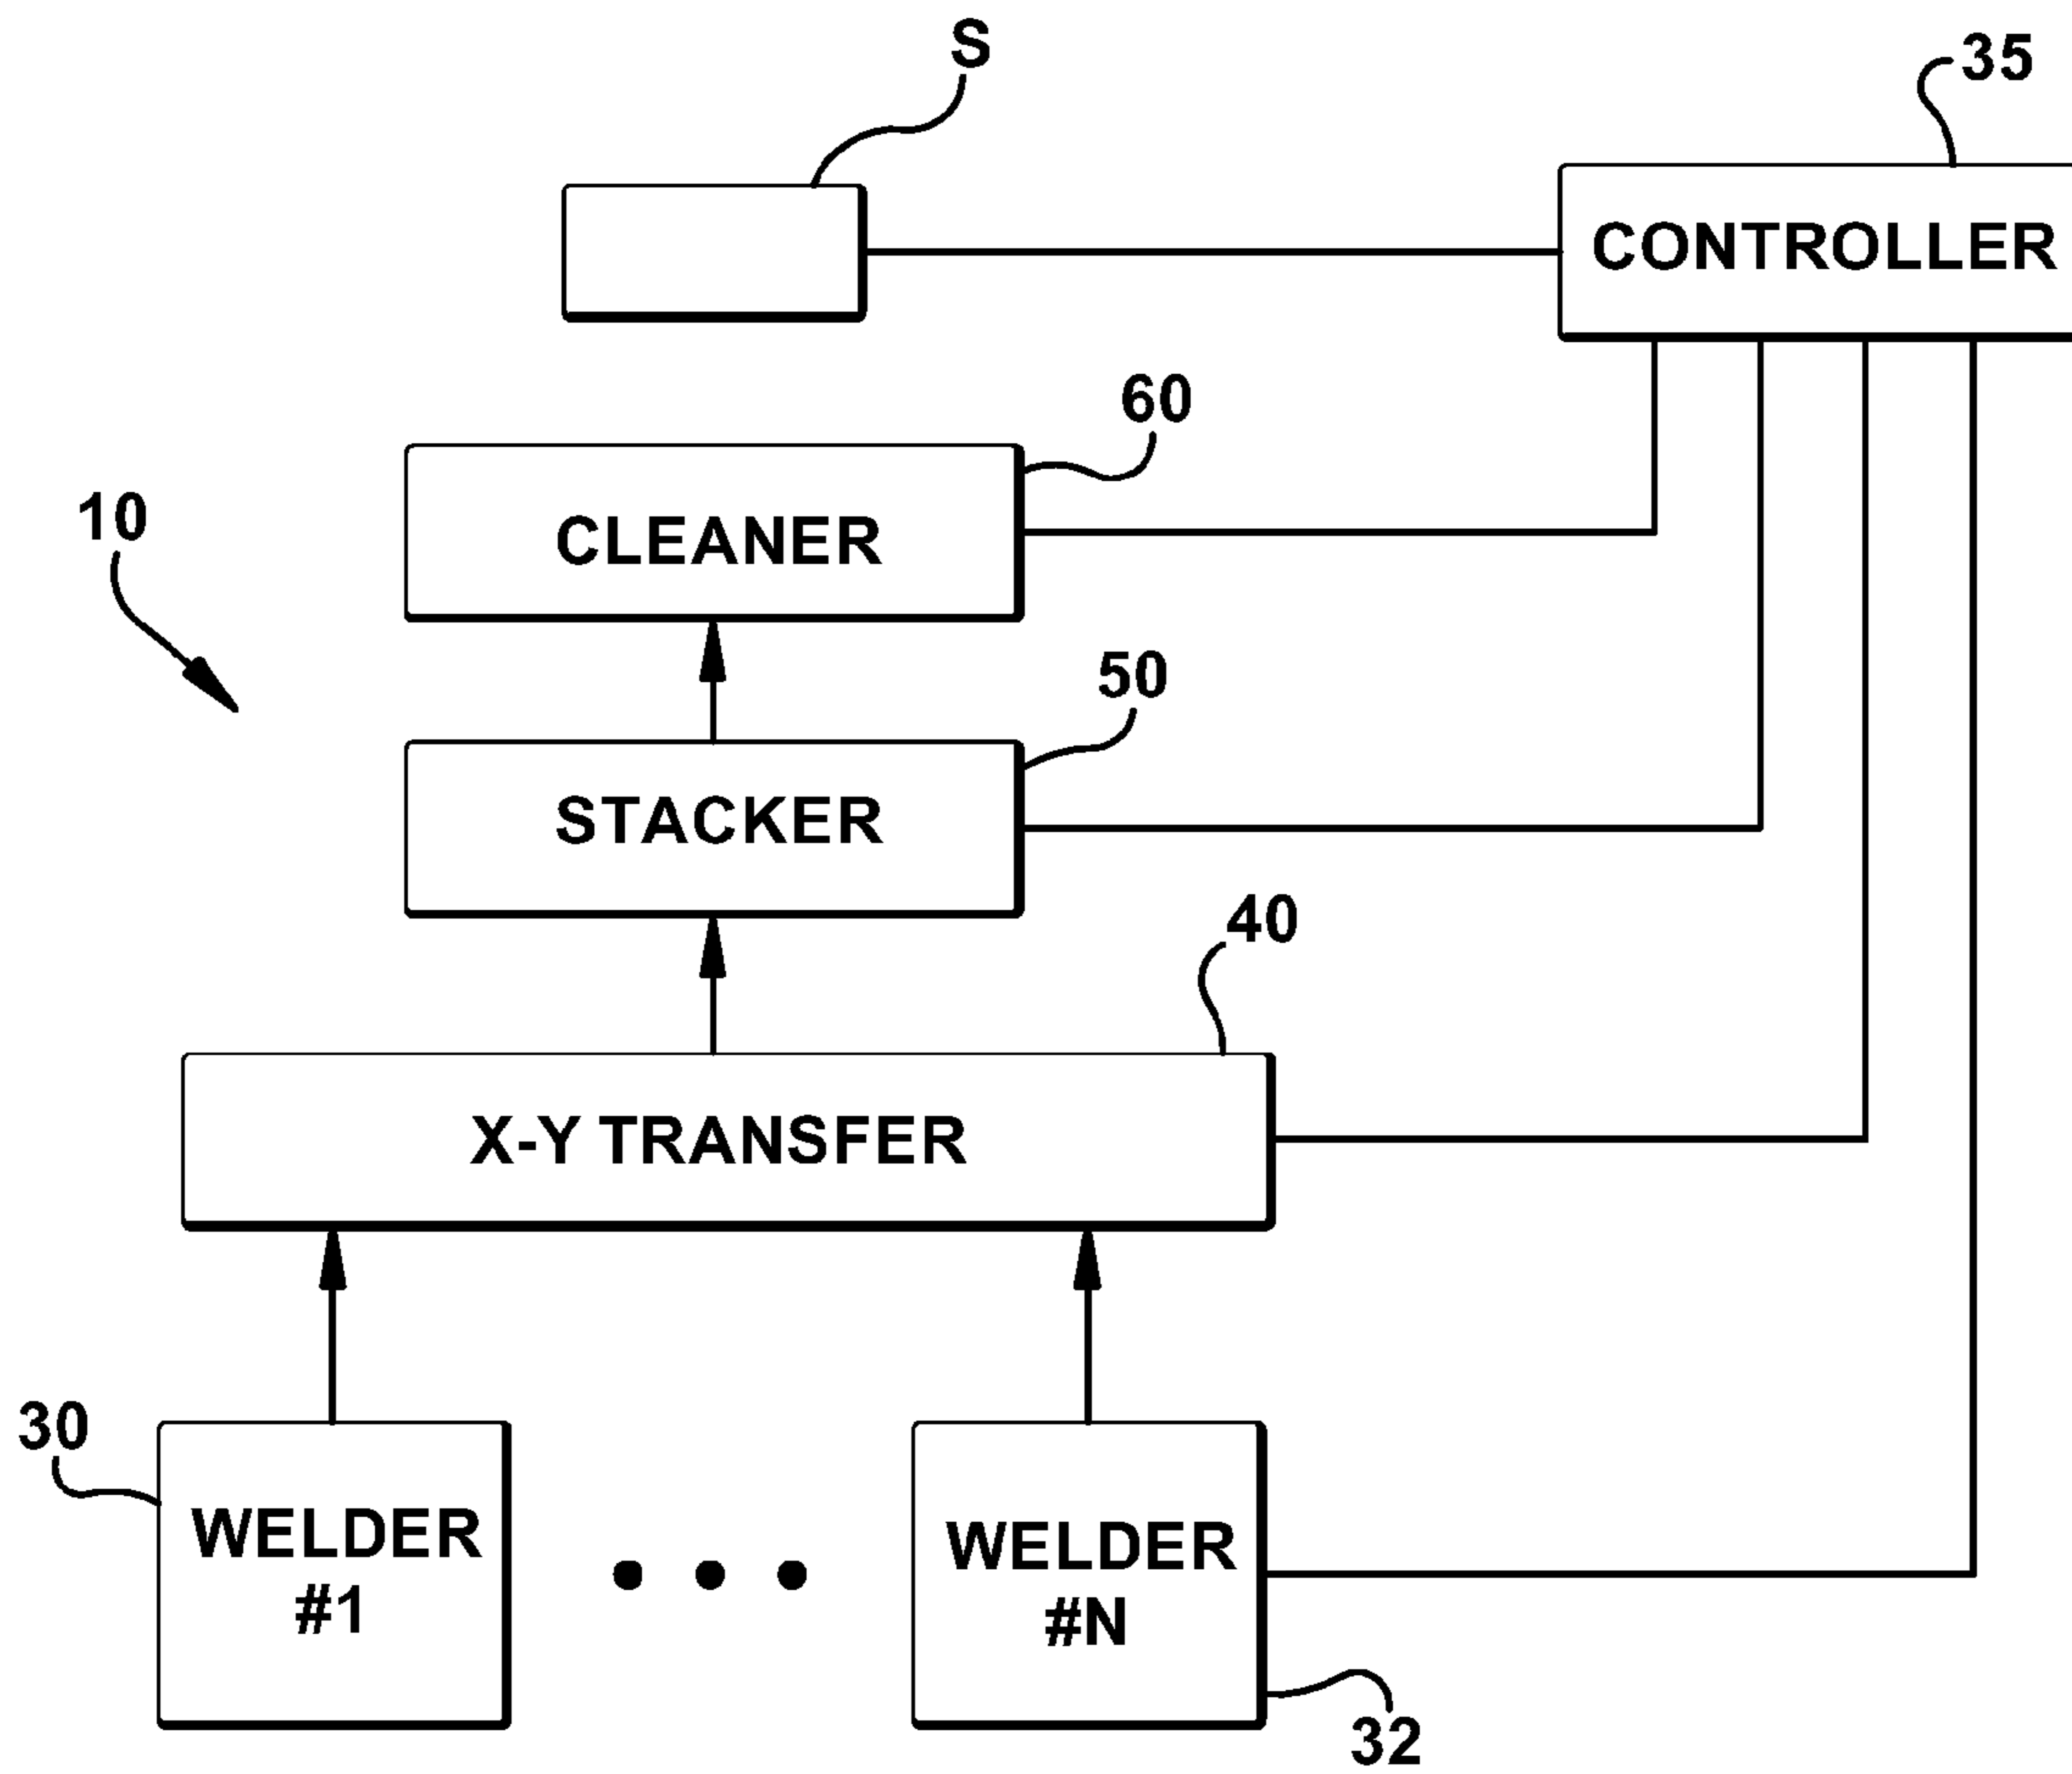 S
35
CONTROLLER
60
CLEANER
10
50
STACKER
40
X-Y TRANSFER
30
WELDER
#1
WELDER
#N
32